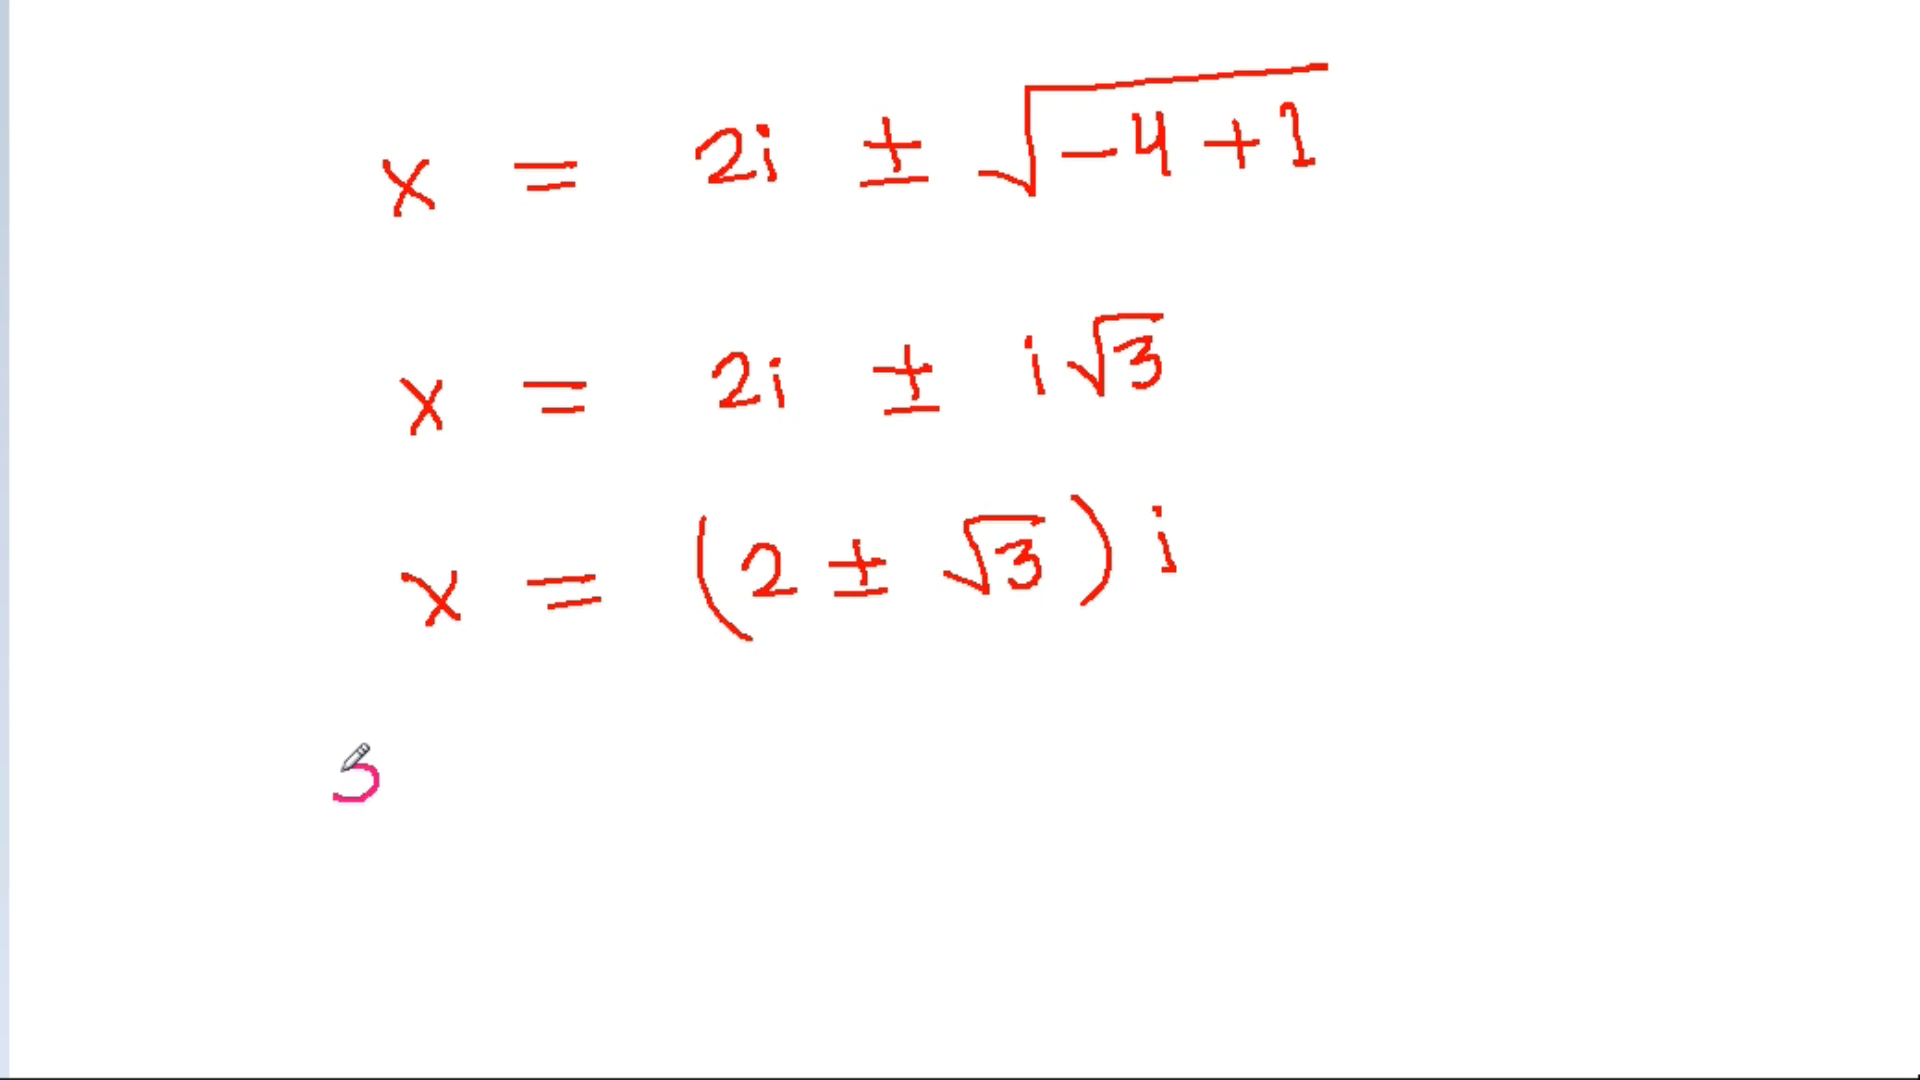 x = 2i ± √-4+1
x = 2i ± i√3
x = (2 ± √3) i